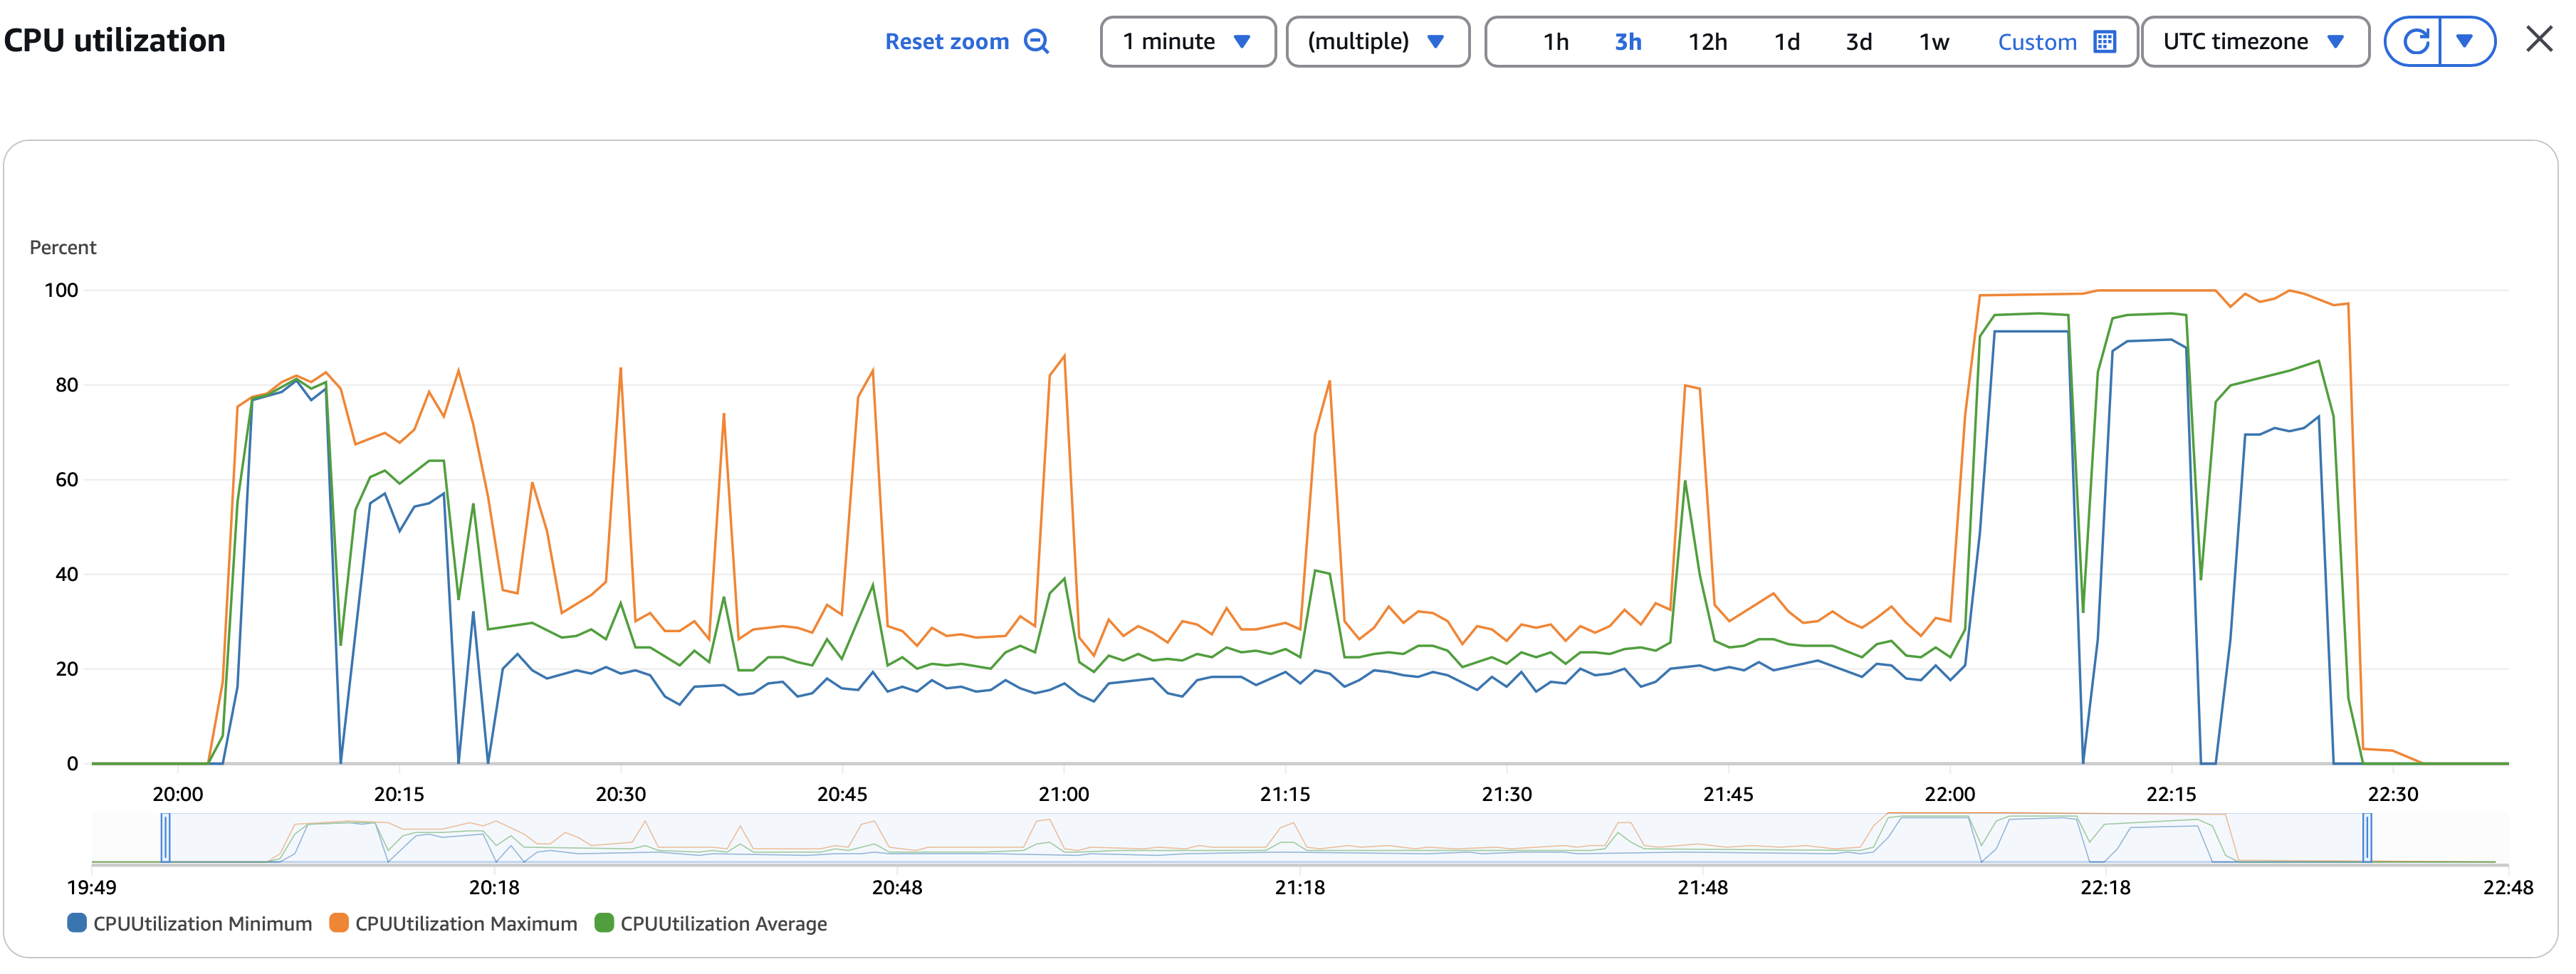 CPU utilization
Reset zoom
1 minute
(multiple)
1h 3h 12h 1d 3d 1w Custom
UTC timezone
Percent
100
80
60
40
20
0
20:00 20:15 20:30 20:45 21:00 21:15 21:30 21:45 22:00 22:15 22:30
19:49 20:18 20:48 21:18 21:48 22:18 22:48
CPUUtilization Minimum CPUUtilization Maximum CPUUtilization Average